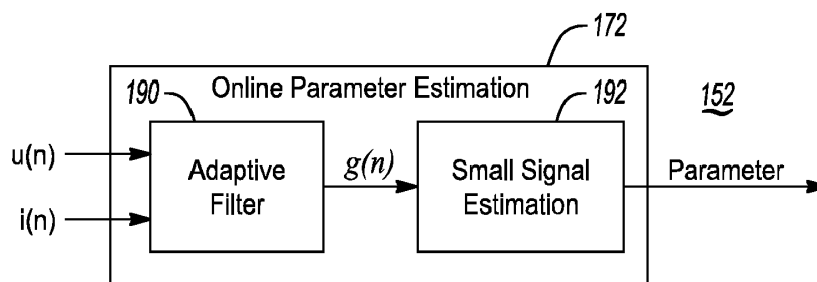 172
190
Online Parameter Estimation
192
152
u(n)
i(n)
Adaptive
Filter
g(n)
Small Signal
Estimation
Parameter